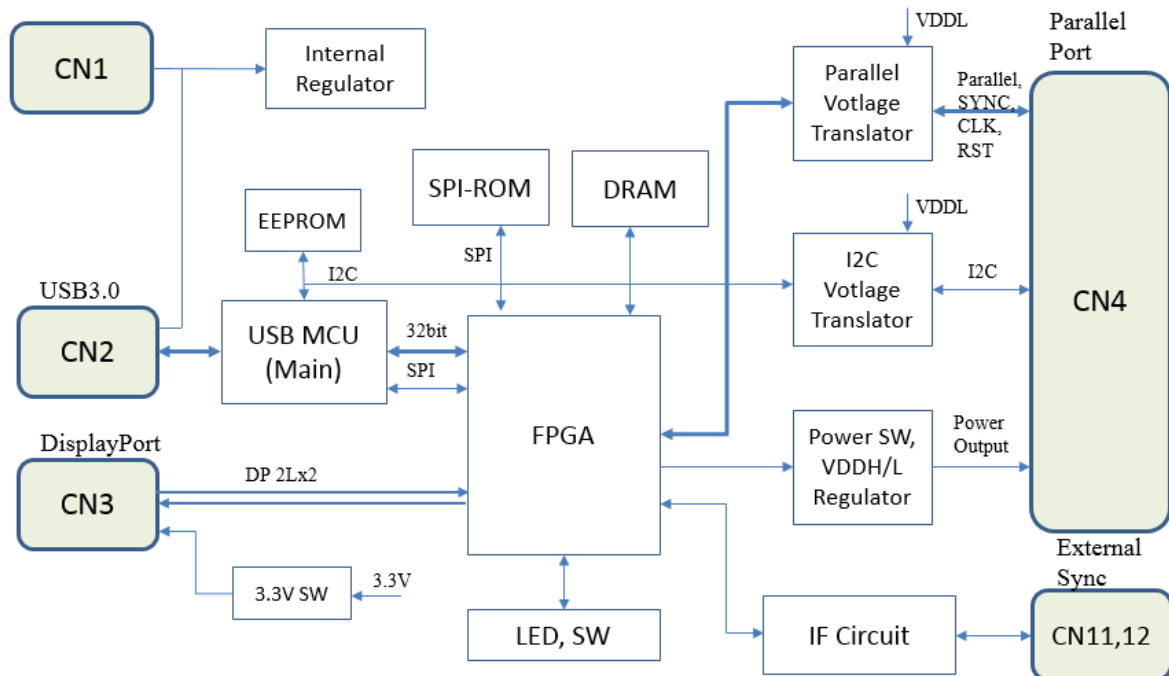 CN1
Internal
Regulator
VDDL
Parallel
Port
Parallel
Votlage
Translator
Parallel,
SYNC,
CLK,
RST
SPI-ROM
DRAM
EEPROM
SPI
I2C
VDDL
I2C
Votlage
Translator
I2C
CN4
USB3.0
CN2
USB MCU
(Main)
32bit
SPI
FPGA
DisplayPort
CN3
DP 2Lx2
Power SW,
VDDH/L
Regulator
Power
Output
3.3V SW
3.3V
LED, SW
IF Circuit
External
Sync
CN11,12